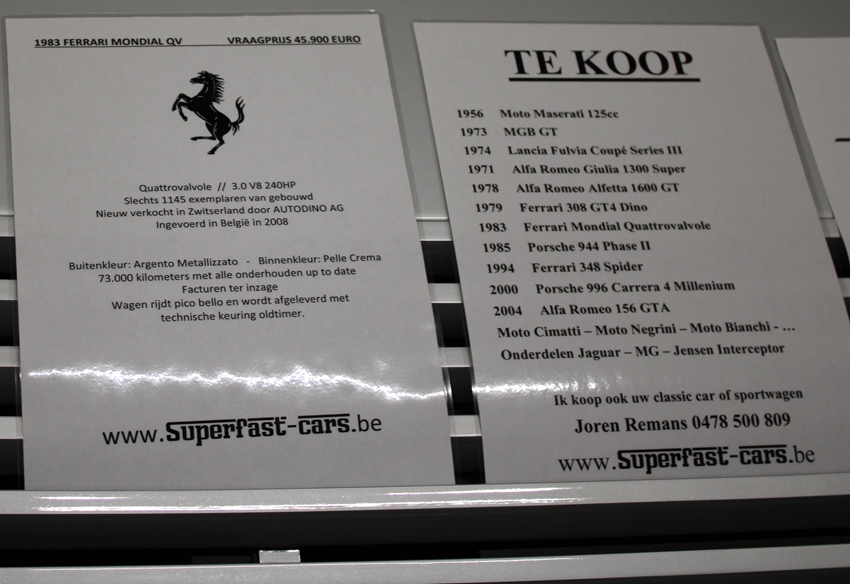 1983 FERRARI MONDIAL QV VRAAGPRIJS 45.900 EURO
Quattrovalvole // 3.0 V8 240HP
Slechts 1145 exemplaren van gebouwd
Nieuw verkocht in Zwitserland door AUTODINO AG
Ingevoerd in België in 2008
Buitenkleur: Argento Metallizzato - Binnenkleur: Pelle Crema
73.000 kilometers met alle onderhouden up to date
Facturen ter inzage
Wagen rijdt pico bello en wordt afgeleverd met
technische keuring oldtimer.
www.Superfast-cars.be
TE KOOP
1956 Moto Maserati 125cc
1973 MGB GT
1974 Lancia Fulvia Coupé Series III
1971 Alfa Romeo Giulia 1300 Super
1978 Alfa Romeo Alfetta 1600 GT
1979 Ferrari 308 GT4 Dino
1983 Ferrari Mondial Quattrovalvole
1985 Porsche 944 Phase II
1994 Ferrari 348 Spider
2000 Porsche 996 Carrera 4 Millenium
2004 Alfa Romeo 156 GTA
Moto Cimatti – Moto Negrini – Moto Bianchi - …
Onderdelen Jaguar – MG – Jensen Interceptor
Ik koop ook uw classic car of sportwagen
Joren Remans 0478 500 809
www.Superfast-cars.be